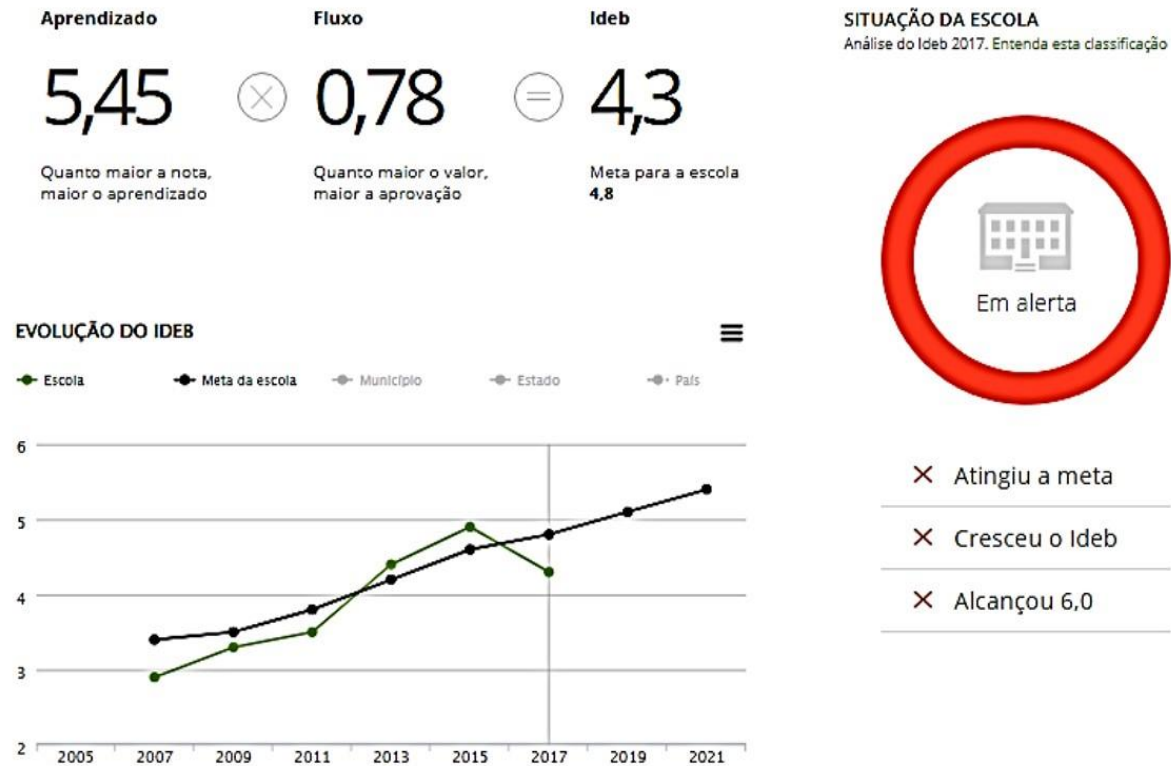 Aprendizado
Fluxo
Ideb
5,45
0,78
4,3
Quanto maior a nota,
maior o aprendizado
Quanto maior o valor,
maior a aprovação
Meta para a escola
4,8
SITUAÇÃO DA ESCOLA
Análise do Ideb 2017. Entenda esta classificação
Em alerta
Atingiu a meta
Cresceu o Ideb
Alcançou 6,0
EVOLUÇÃO DO IDEB
Escola
Meta da escola
Município
Estado
País
6
5
4
3
2
2005 2007 2009 2011 2013 2015 2017 2019 2021